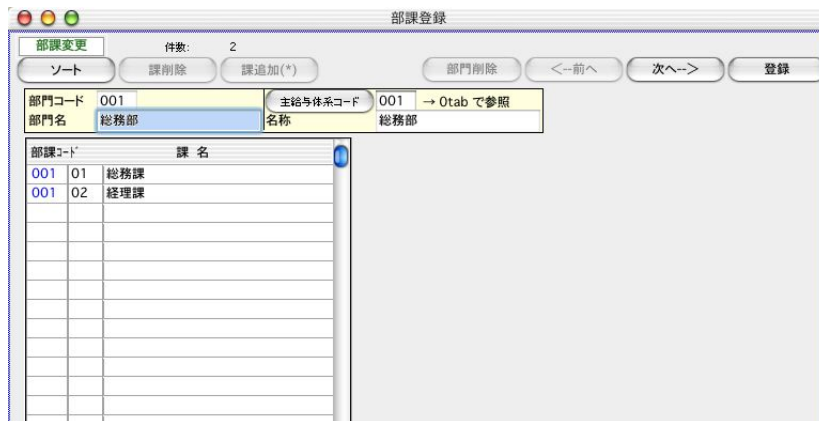 部課登録
部課変更 件数: 2
ソート 課削除 課追加(*) 部門削除 <--前へ 次へ--> 登録
部門コード 001 主給与体系コード 001 → 0tab で参照
部門名 総務部 名称 総務部
部課ｺｰﾄﾞ 課 名
001 01 総務課
001 02 経理課